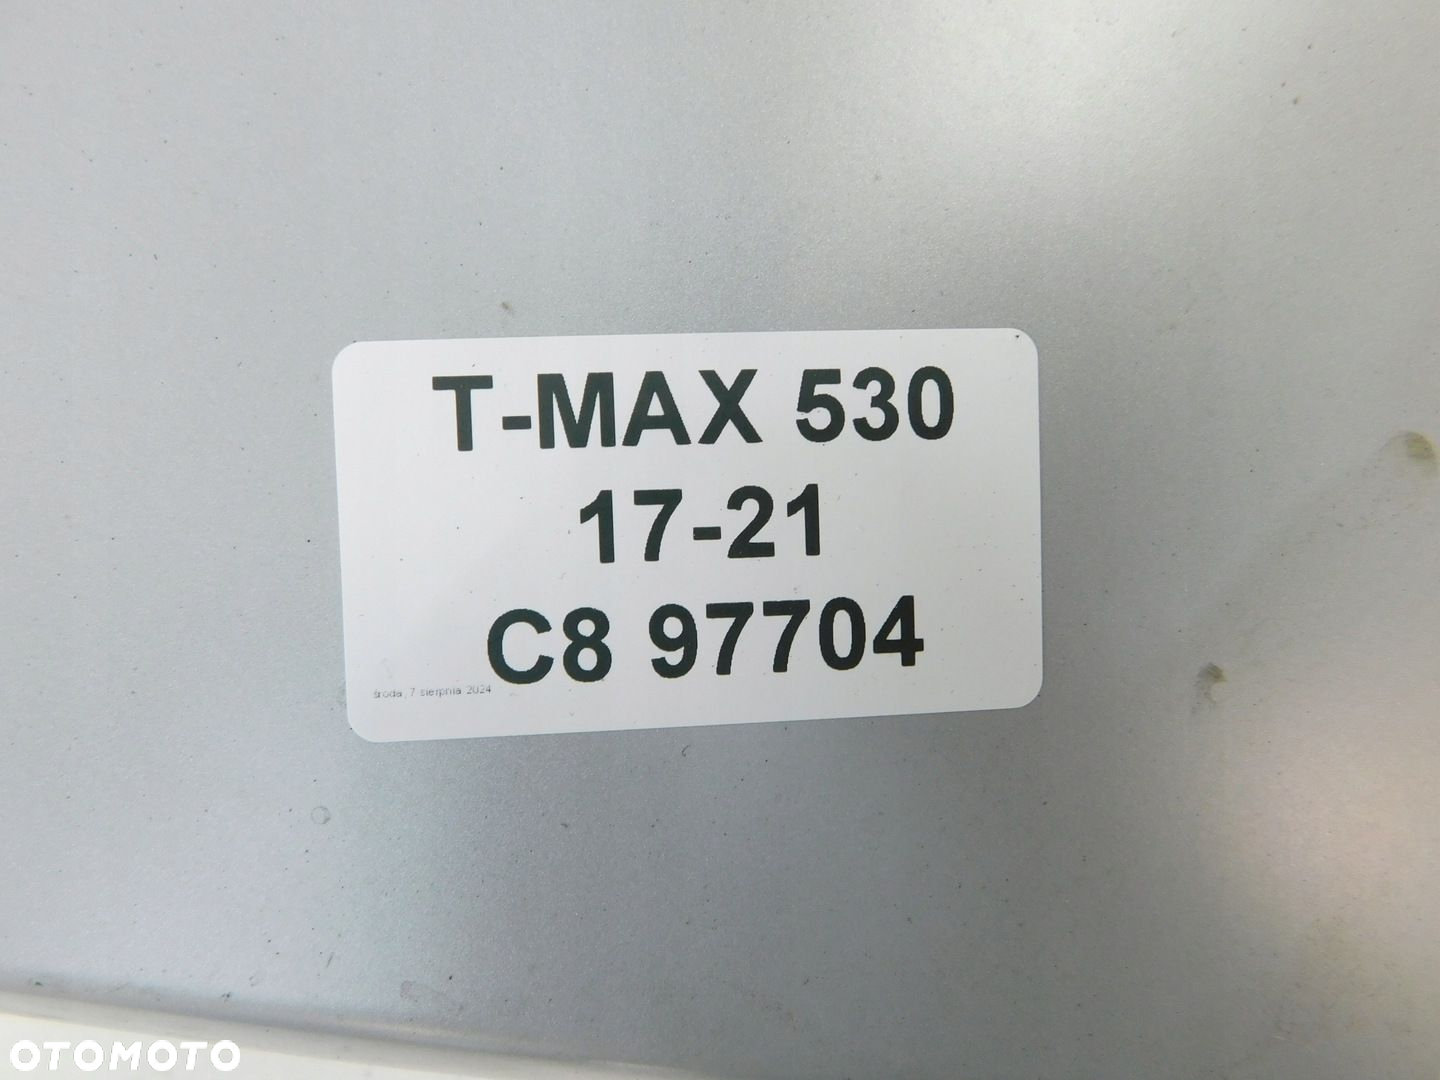 T-MAX 530
17-21
C8 97704
środa, 7 sierpnia 2024
OTOMOTO